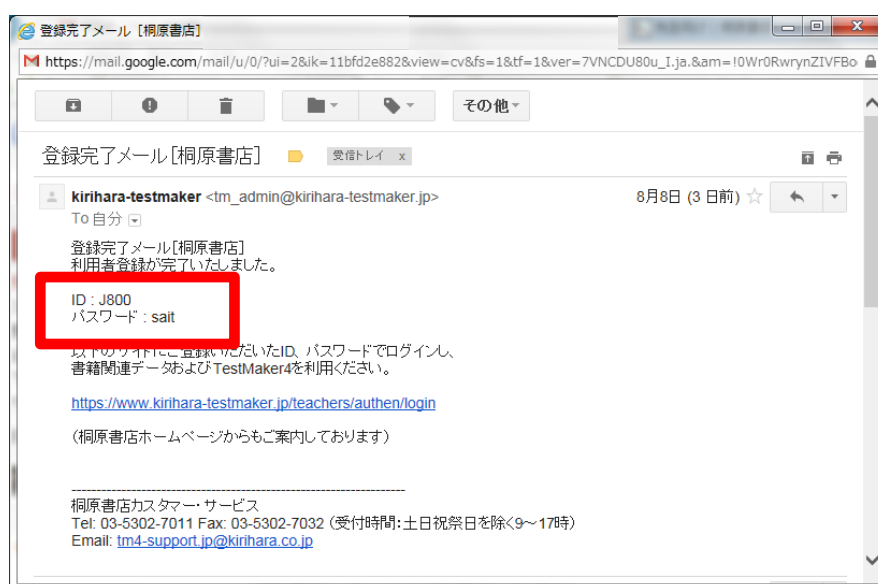 登録完了メール [桐原書店]
https://mail.google.com/mail/u/0/?ui=2&ik=11bfd2e882&view=cv&fs=1&tf=1&ver=7VNCDU80u_I.ja.&am=!0Wr0RwrynZIVFBo
その他
登録完了メール[桐原書店]
受信トレイ x
kirihara-testmaker <tm_admin@kirihara-testmaker.jp>
8月8日 (3 日前)
To 自分
登録完了メール[桐原書店]
利用者登録が完了いたしました。
ID : J800
パスワード : sait
以下のサイトにご登録いただいたID、パスワードでログインし、
書籍関連データおよびTestMaker4を利用ください。
https://www.kirihara-testmaker.jp/teachers/authen/login
(桐原書店ホームページからもご案内しております)
------------------------------------------------------------------
桐原書店カスタマー・サービス
Tel: 03-5302-7011 Fax: 03-5302-7032 (受付時間:土日祝祭日を除く9~17時)
Email: tm4-support.jp@kirihara.co.jp